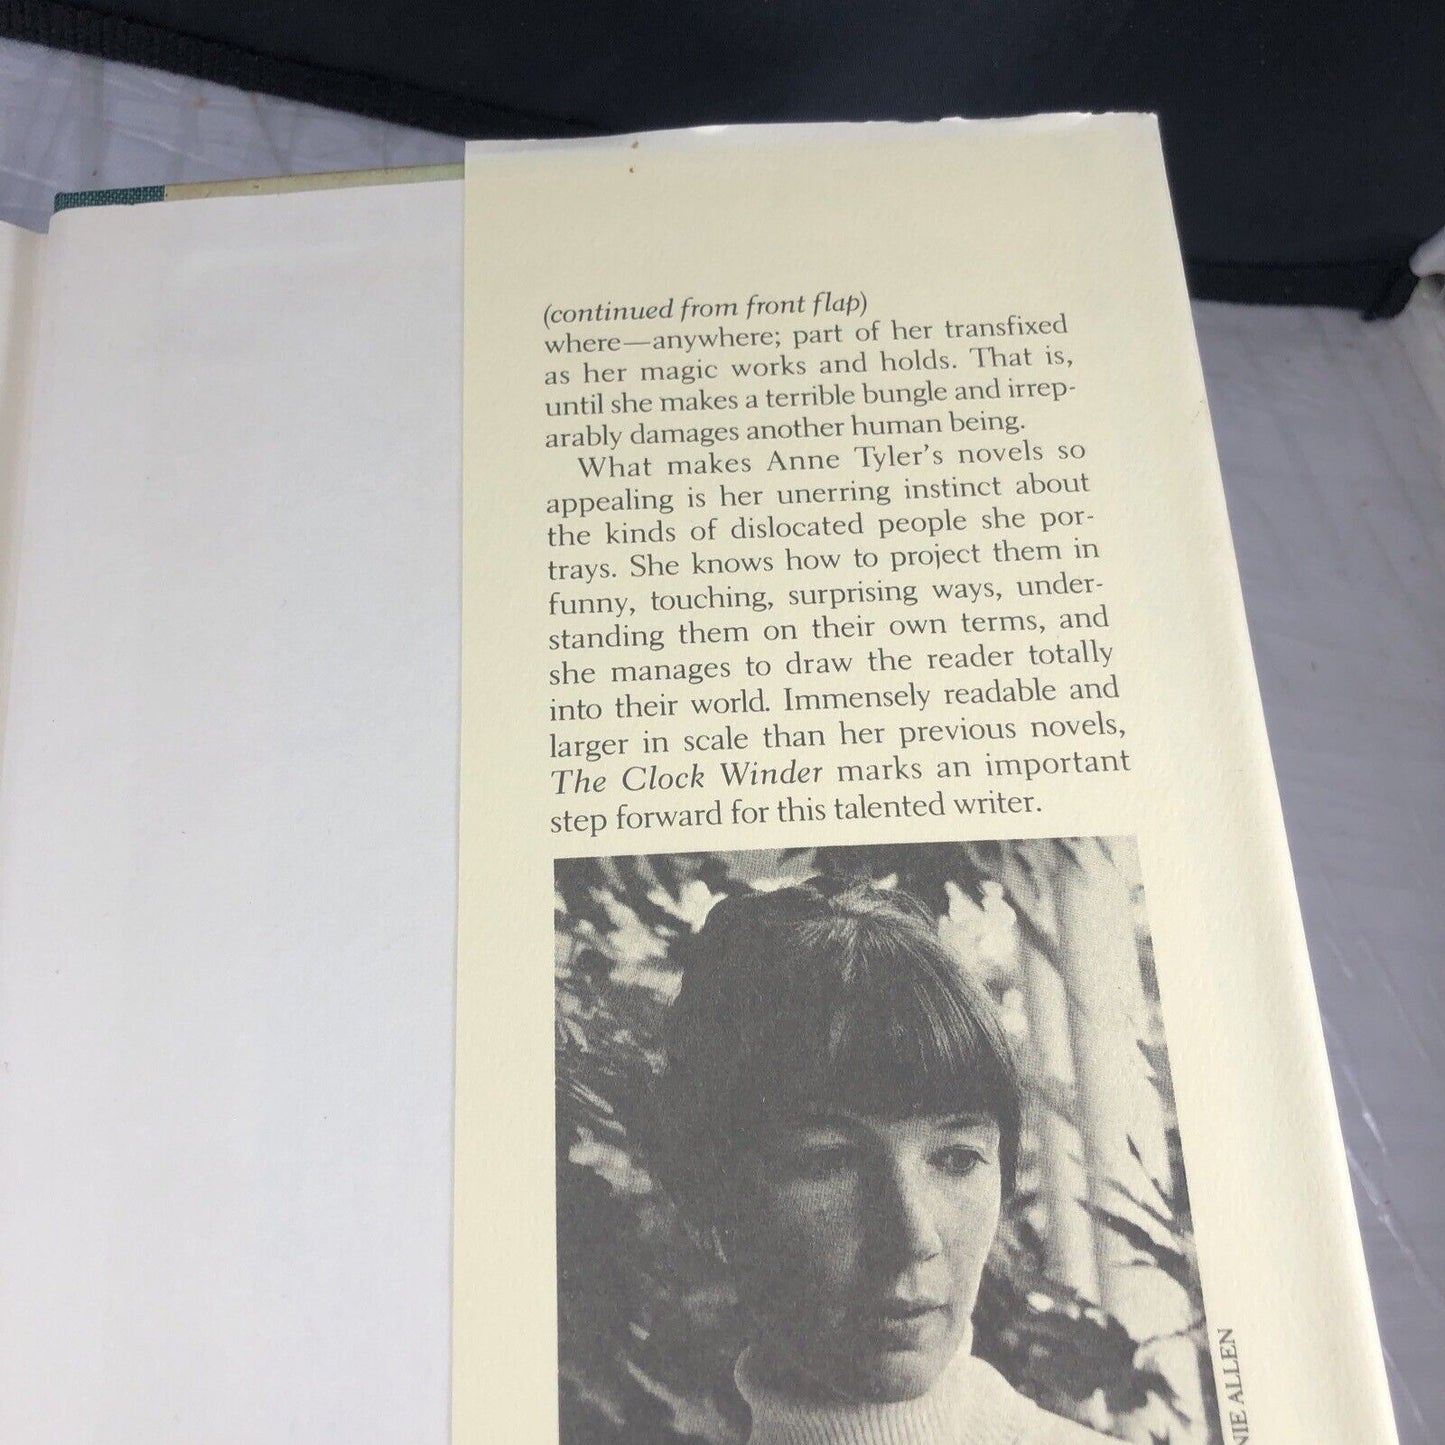 (continued from front flap)
where—anywhere; part of her transfixed
as her magic works and holds. That is,
until she makes a terrible bungle and irrep-
arably damages another human being.
What makes Anne Tyler's novels so
appealing is her unerring instinct about
the kinds of dislocated people she por-
trays. She knows how to project them in
funny, touching, surprising ways, under-
standing them on their own terms, and
she manages to draw the reader totally
into their world. Immensely readable and
larger in scale than her previous novels,
The Clock Winder marks an important
step forward for this talented writer.
ALLEN